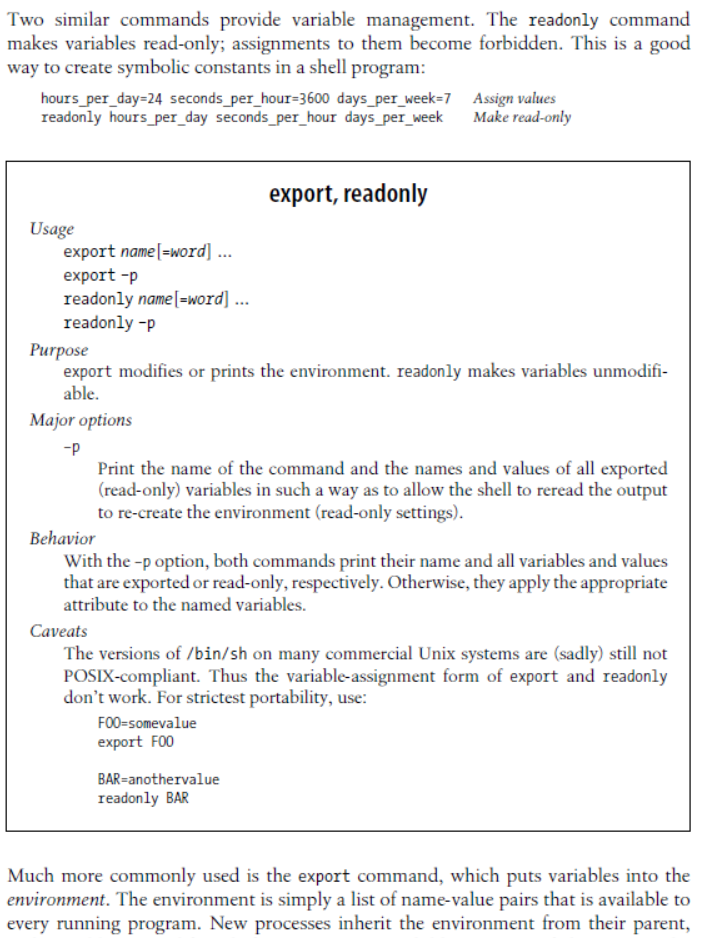 Two similar commands provide variable management. The readonly command
makes variables read-only; assignments to them become forbidden. This is a good
way to create symbolic constants in a shell program:
hours_per_day=24 seconds_per_hour=3600 days_per_week=7 Assign values
readonly hours_per_day seconds_per_hour days_per_week Make read-only
export, readonly
Usage
export name[=word] ...
export -p
readonly name[=word] ...
readonly -p
Purpose
export modifies or prints the environment. readonly makes variables unmodifi-
able.
Major options
-p
Print the name of the command and the names and values of all exported
(read-only) variables in such a way as to allow the shell to reread the output
to re-create the environment (read-only settings).
Behavior
With the -p option, both commands print their name and all variables and values
that are exported or read-only, respectively. Otherwise, they apply the appropriate
attribute to the named variables.
Caveats
The versions of /bin/sh on many commercial Unix systems are (sadly) still not
POSIX-compliant. Thus the variable-assignment form of export and readonly
don't work. For strictest portability, use:
FOO=somevalue
export FOO
BAR=anothervalue
readonly BAR
Much more commonly used is the export command, which puts variables into the
environment. The environment is simply a list of name-value pairs that is available to
every running program. New processes inherit the environment from their parent,